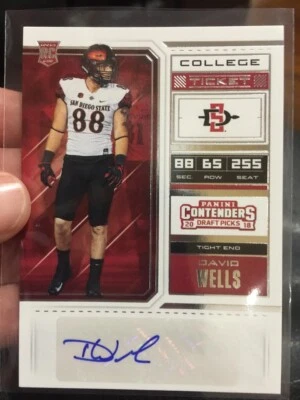 RC
COLLEGE
TICKET
SAN DIEGO STATE
88
SD
88 65 255
SEC. ROW SEAT
PANINI
CONTENDERS
20 DRAFT PICKS 18
TIGHT END
DAVID
WELLS